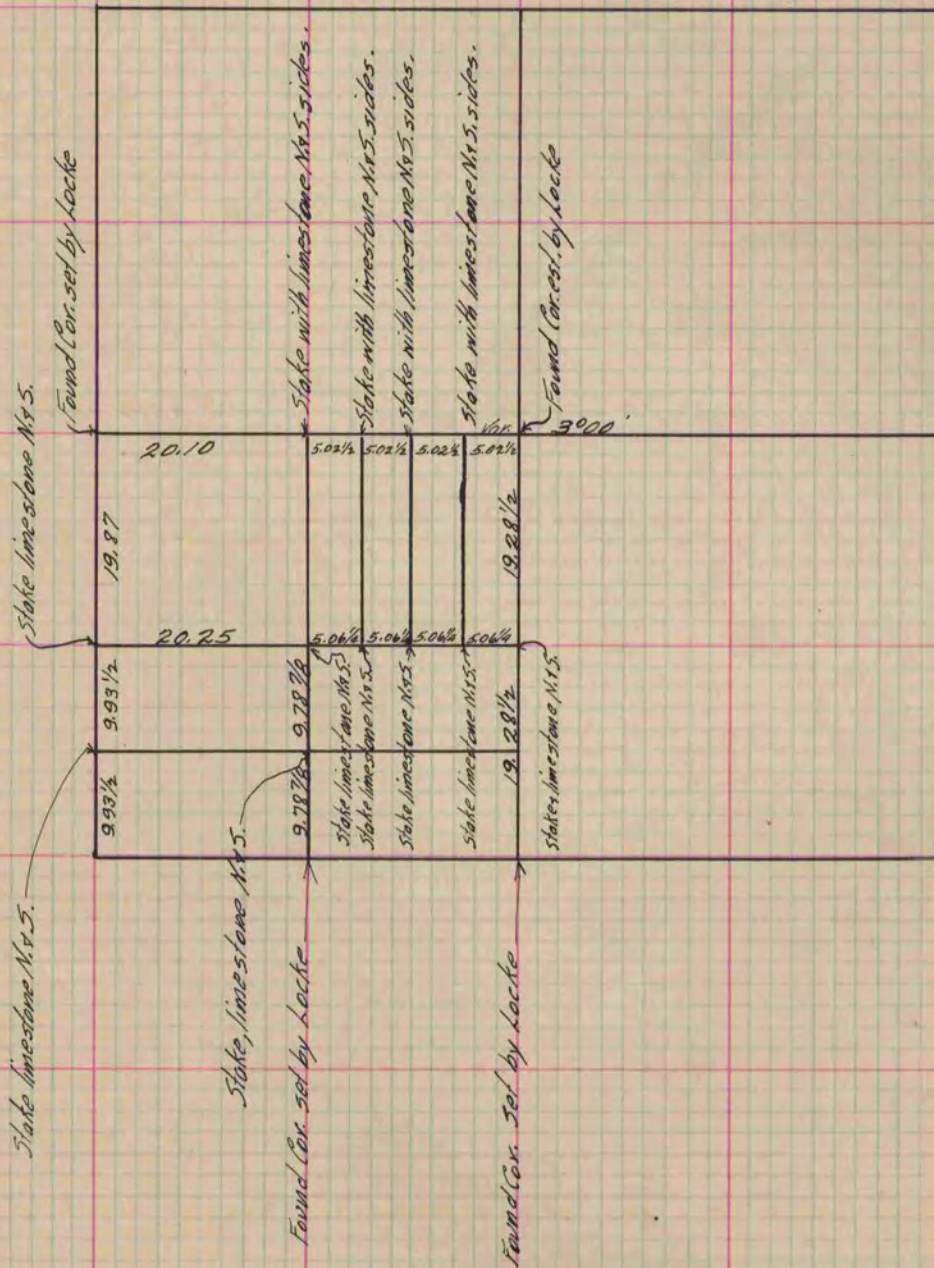 Stake limestone N.&S.
Found Cor. set by Locke
Stake limestone N.&S.
9.93½
9.93½
19.87
20.25
20.10
Stake, limestone N.&S.
9.78⅞
9.78⅞
Stake with limestone N.&S. sides.
Stake with limestone N.&S. sides.
Stake with limestone N.&S. sides.
Stake with limestone N.&S. sides.
5.02½
5.02½
5.02½
5.02½
5.06¼
5.06¼
5.06¼
5.06¼
Stake limestone N.&S.
Stake limestone N.&S.
Stake limestone N.&S.
Stake limestone N.&S.
Stakes limestone N.&S.
19.28½
19.28½
Var. 3°00'
Found Cor. est. by Locke
Found Cor. set by Locke
Found Cor. set by Locke